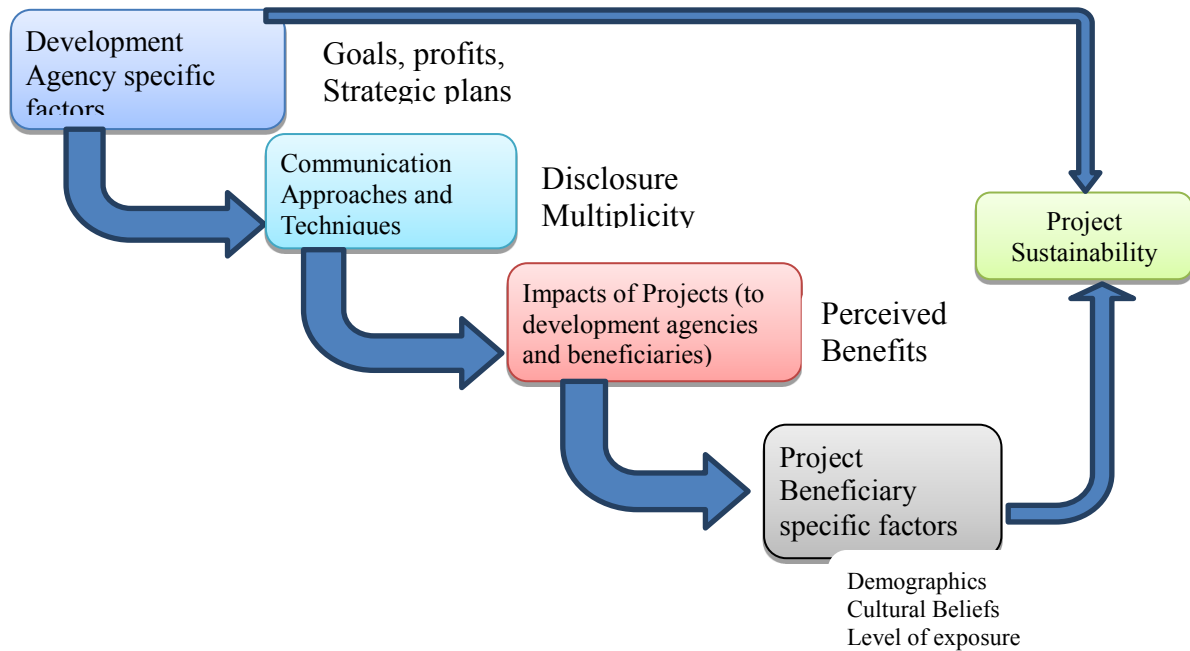 Development
Agency specific
factors
Goals, profits,
Strategic plans
Communication
Approaches and
Techniques
Disclosure
Multiplicity
Project
Sustainability
Impacts of Projects (to
development agencies
and beneficiaries)
Perceived
Benefits
Project
Beneficiary
specific factors
Demographics
Cultural Beliefs
Level of exposure